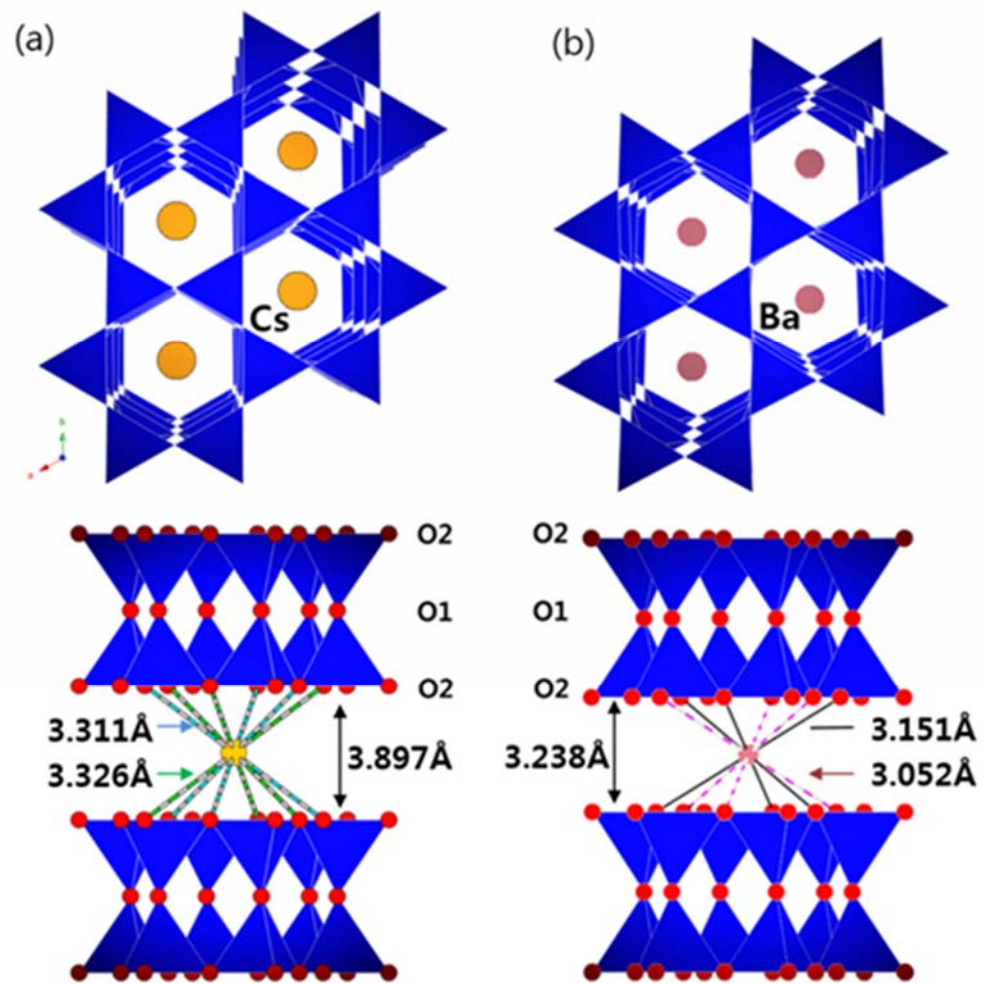 (a)
(b)
Cs
Ba
b
a
O2
O2
O1
O1
O2
O2
3.311Å
3.326Å
3.897Å
3.238Å
3.151Å
3.052Å